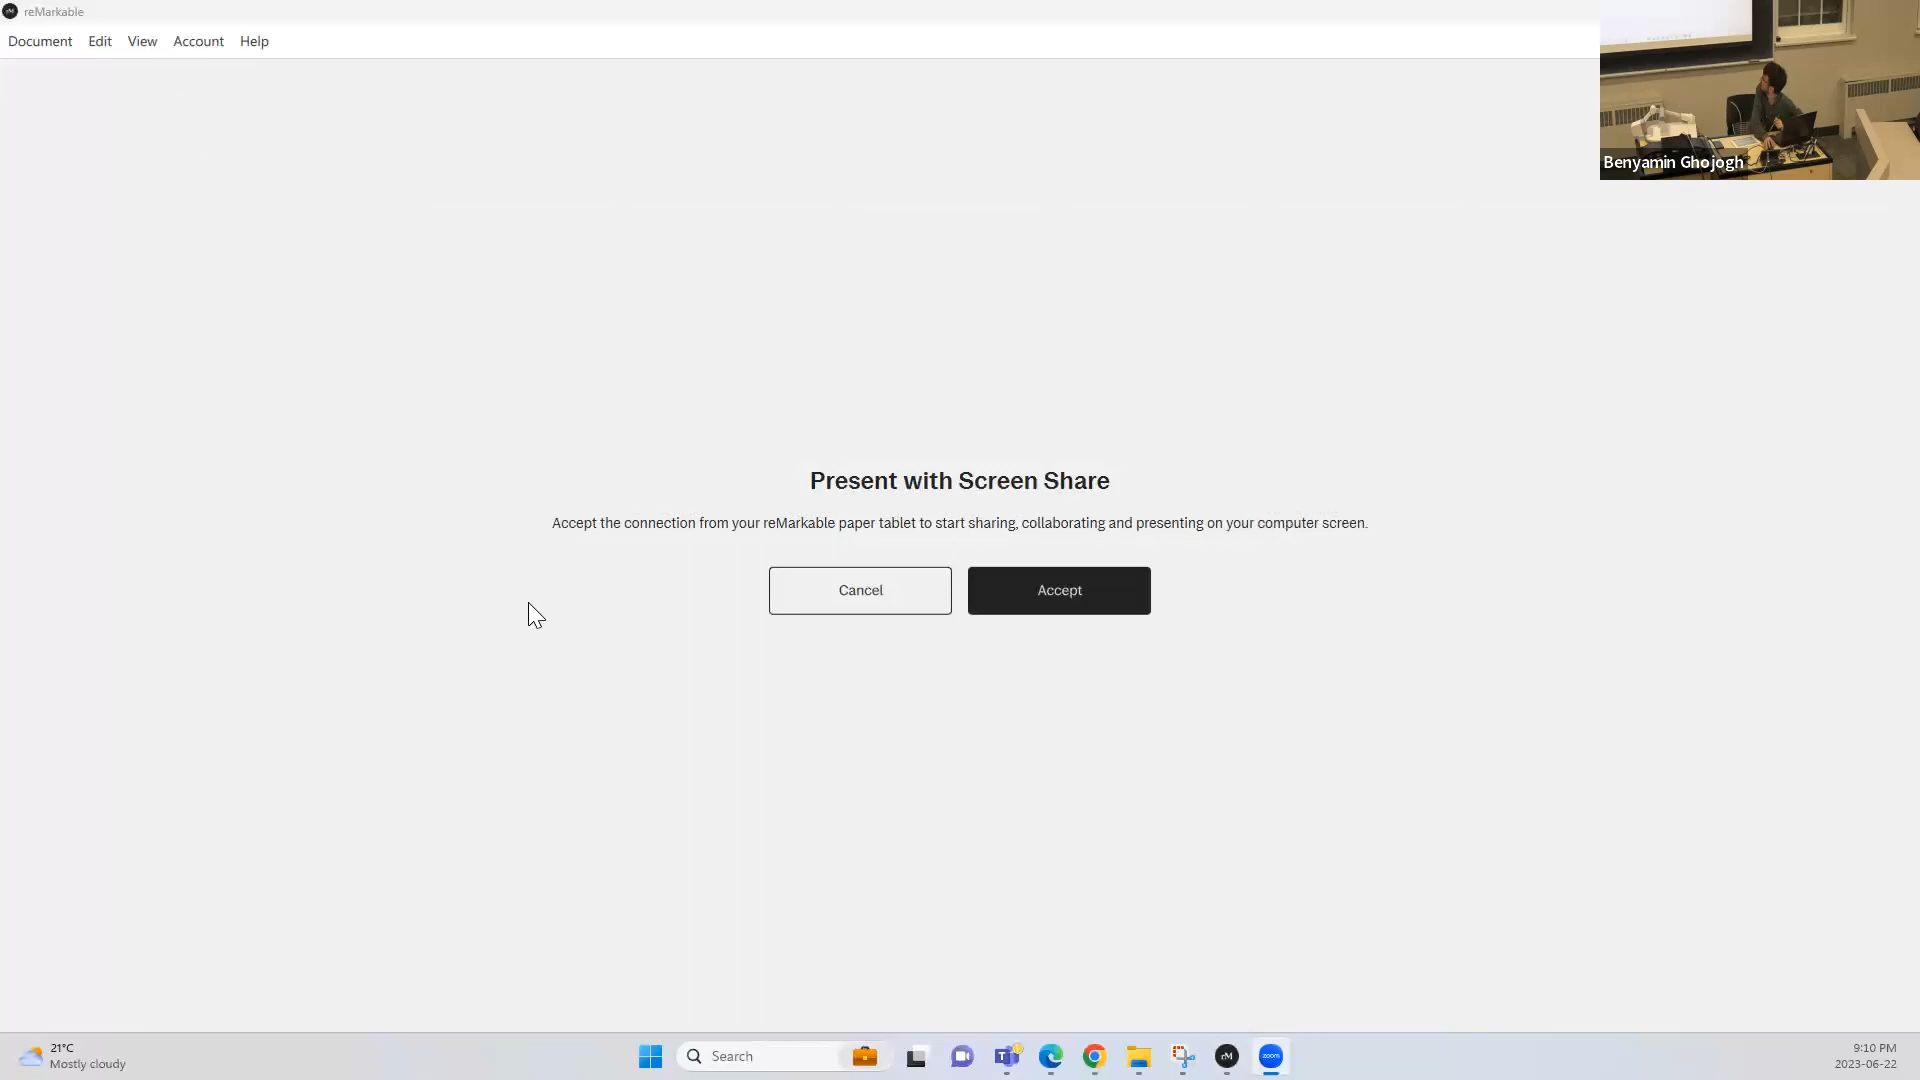 reMarkable
Document Edit View Account Help
Benyamin Ghojogh
Present with Screen Share
Accept the connection from your reMarkable paper tablet to start sharing, collaborating and presenting on your computer screen.
Cancel Accept
21°C
Mostly cloudy
Search
zoom
rM
9:10 PM
2023-06-22